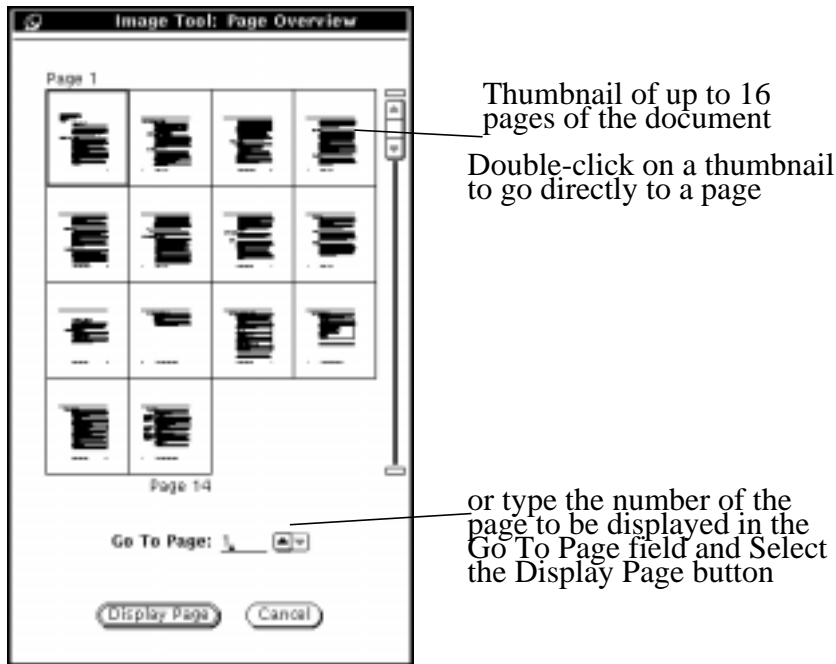 Image Tool: Page Overview
Page 1
Thumbnail of up to 16
pages of the document
Double-click on a thumbnail
to go directly to a page
Page 14
or type the number of the
page to be displayed in the
Go To Page field and Select
the Display Page button
Go To Page: 1
Display Page
Cancel